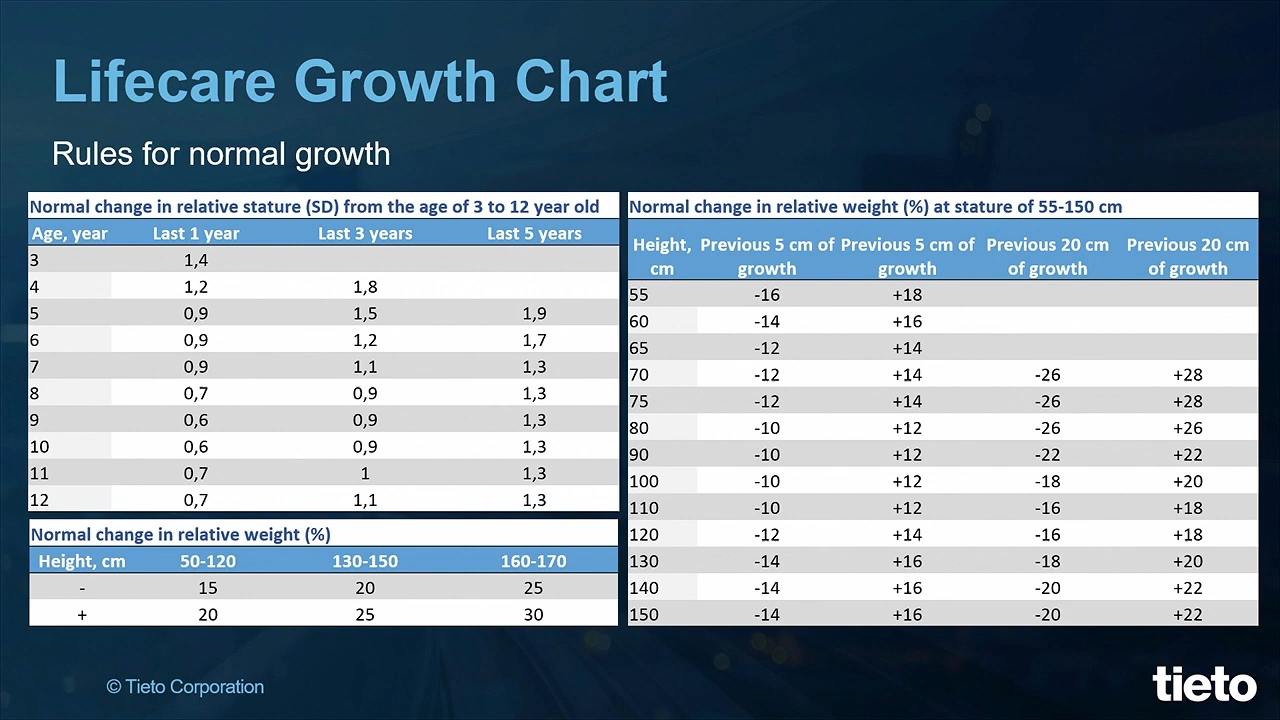 Lifecare Growth Chart
Rules for normal growth
Normal change in relative stature (SD) from the age of 3 to 12 year old
Age, year Last 1 year Last 3 years Last 5 years
3 1,4
4 1,2 1,8
5 0,9 1,5 1,9
6 0,9 1,2 1,7
7 0,9 1,1 1,3
8 0,7 0,9 1,3
9 0,6 0,9 1,3
10 0,6 0,9 1,3
11 0,7 1 1,3
12 0,7 1,1 1,3
Normal change in relative weight (%)
Height, cm 50-120 130-150 160-170
- 15 20 25
+ 20 25 30
Normal change in relative weight (%) at stature of 55-150 cm
Height, Previous 5 cm of Previous 5 cm of Previous 20 cm Previous 20 cm
cm growth growth of growth of growth
55 -16 +18
60 -14 +16
65 -12 +14
70 -12 +14 -26 +28
75 -12 +14 -26 +28
80 -10 +12 -26 +26
90 -10 +12 -22 +22
100 -10 +12 -18 +20
110 -10 +12 -16 +18
120 -12 +14 -16 +18
130 -14 +16 -18 +20
140 -14 +16 -20 +22
150 -14 +16 -20 +22
© Tieto Corporation
tieto